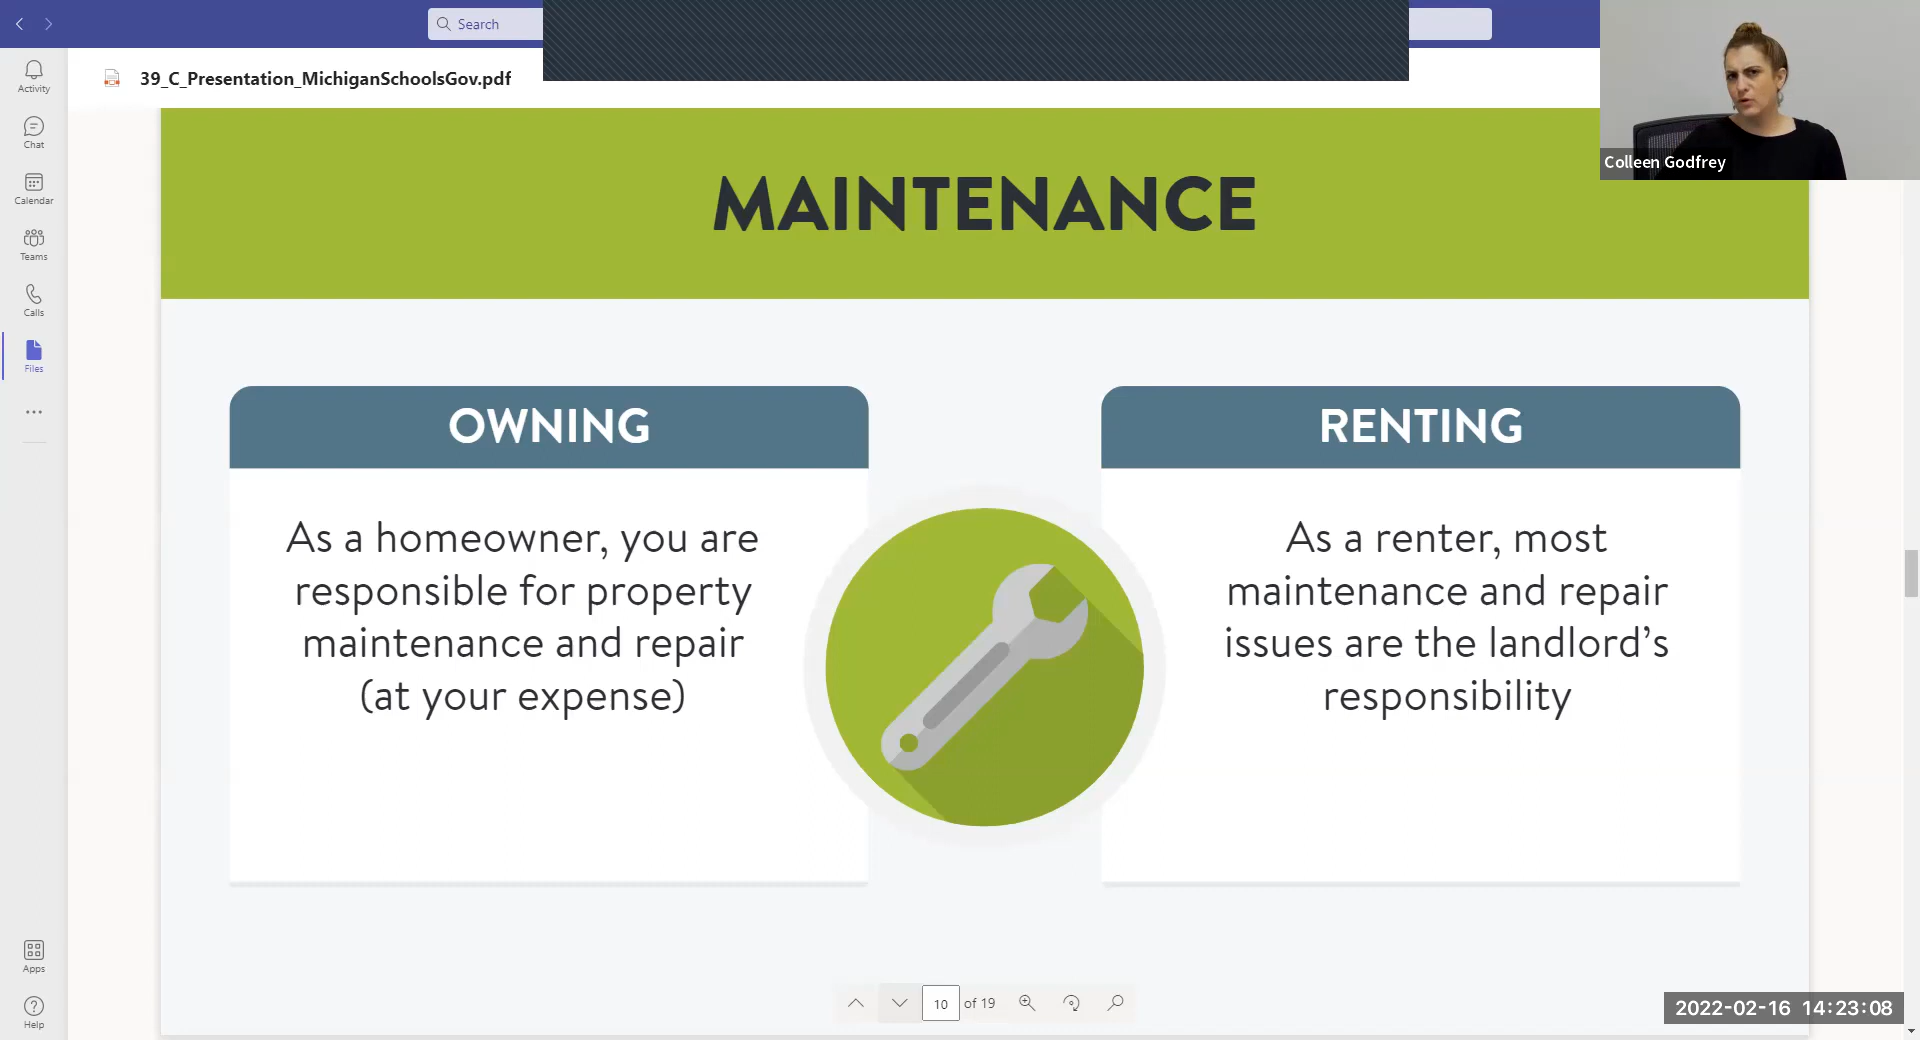 Search
39_C_Presentation_MichiganSchoolsGov.pdf
Activity
Chat
Calendar
Teams
Calls
Files
Apps
Help
Colleen Godfrey
MAINTENANCE
OWNING
As a homeowner, you are
responsible for property
maintenance and repair
(at your expense)
RENTING
As a renter, most
maintenance and repair
issues are the landlord’s
responsibility
10 of 19
2022-02-16 14:23:08